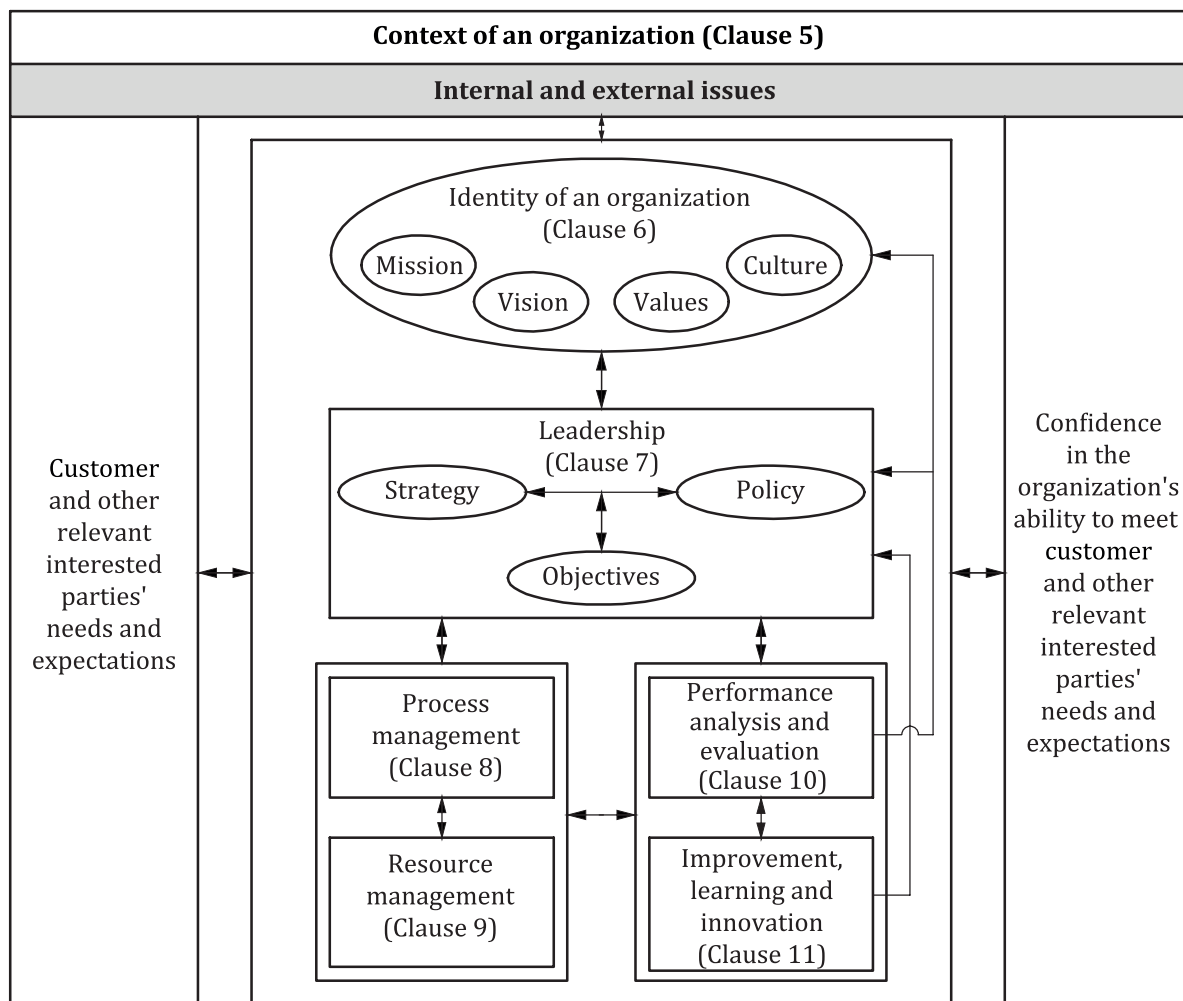 Context of an organization (Clause 5)
Internal and external issues
Customer
and other
relevant
interested
parties'
needs and
expectations
Identity of an organization
(Clause 6)
Mission
Vision
Values
Culture
Leadership
(Clause 7)
Strategy
Policy
Objectives
Process
management
(Clause 8)
Resource
management
(Clause 9)
Performance
analysis and
evaluation
(Clause 10)
Improvement,
learning and
innovation
(Clause 11)
Confidence
in the
organization's
ability to meet
customer
and other
relevant
interested
parties'
needs and
expectations